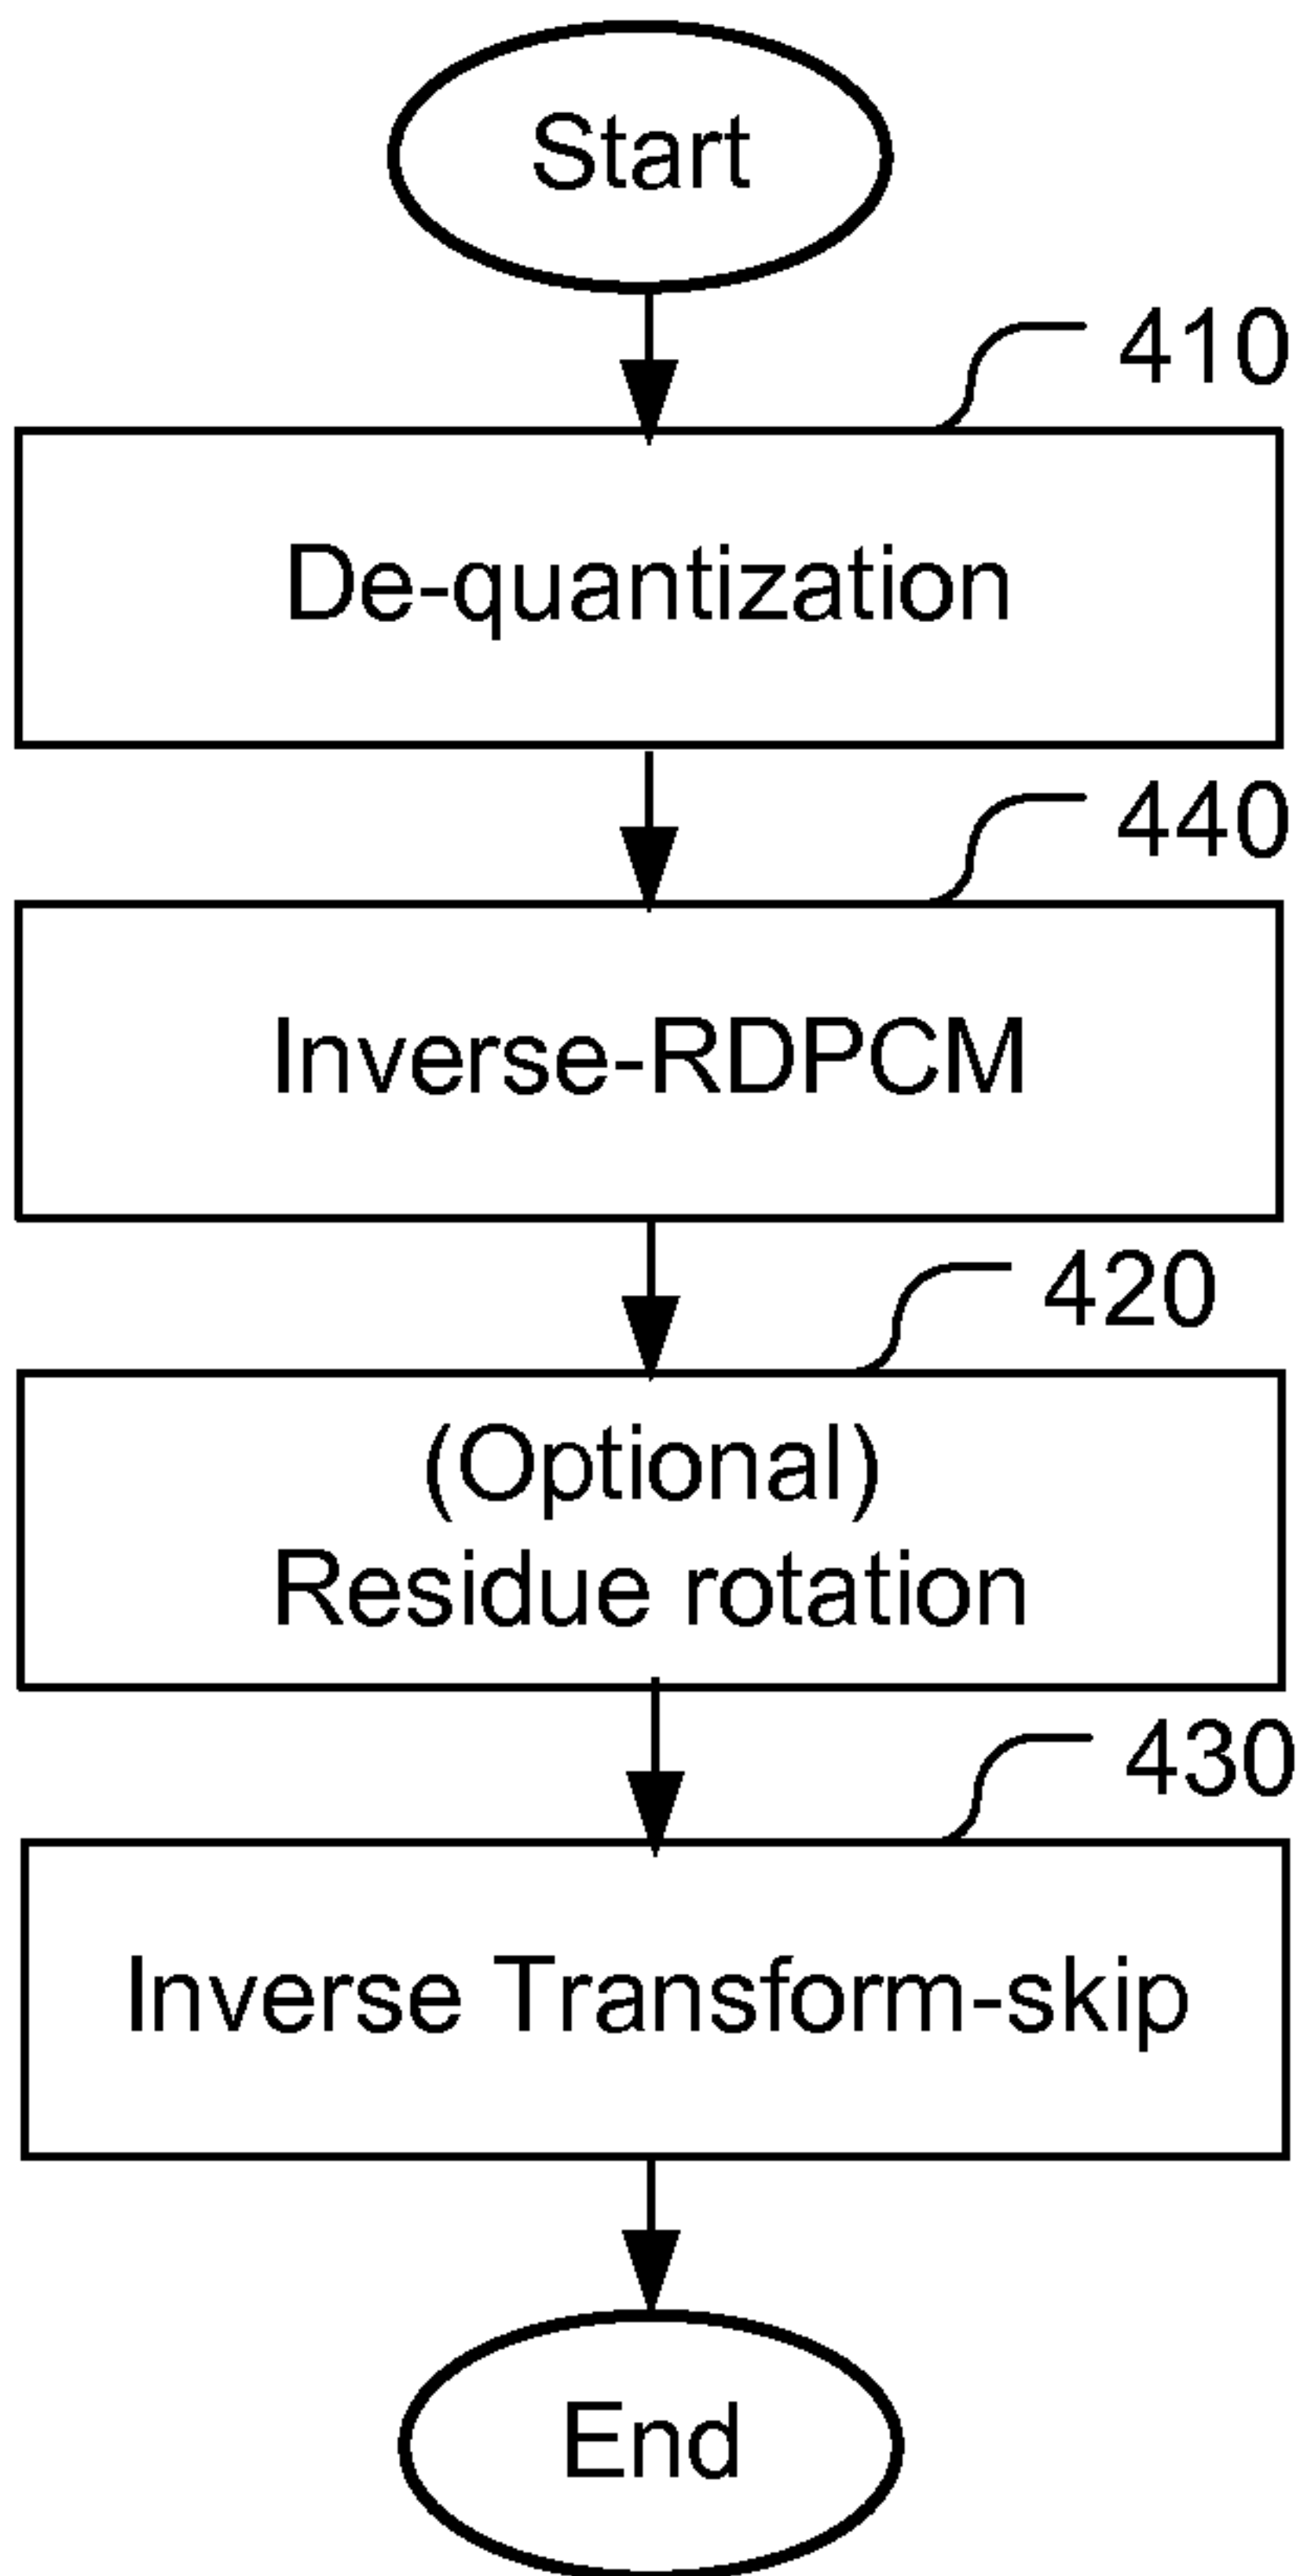 Start
410
De-quantization
440
Inverse-RDPCM
420
(Optional)
Residue rotation
430
Inverse Transform-skip
End